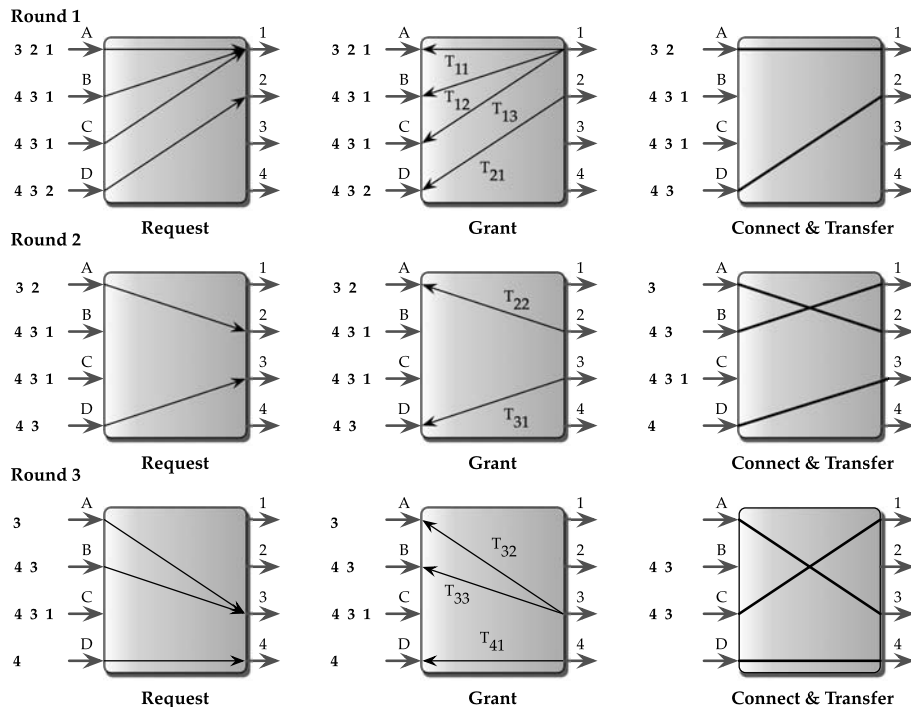 Round 1
A 1 A 1 A 1
3 2 1 3 2 1 3 2
T11
B 2 B 2 B 2
4 3 1 4 3 1 4 3 1
T12
T13
C 3 C 3 C 3
4 3 1 4 3 1 4 3 1
T21
D 4 D 4 D 4
4 3 2 4 3 2 4 3
Request Grant Connect & Transfer
Round 2
A 1 A 1 A 1
3 2 3 2 3
T22
B 2 B 2 B 2
4 3 1 4 3 1 4 3
C 3 C 3 C 3
4 3 1 4 3 1 4 3 1
D 4 D 4 D 4
4 3 4 3 4
T31
Request Grant Connect & Transfer
Round 3
A 1 A 1 A 1
3 3
T32
B 2 B 2 B 2
4 3 4 3 4 3
T33
C 3 C 3 C 3
4 3 1 4 3 1 4 3
T41
D 4 D 4 D 4
4 4
Request Grant Connect & Transfer